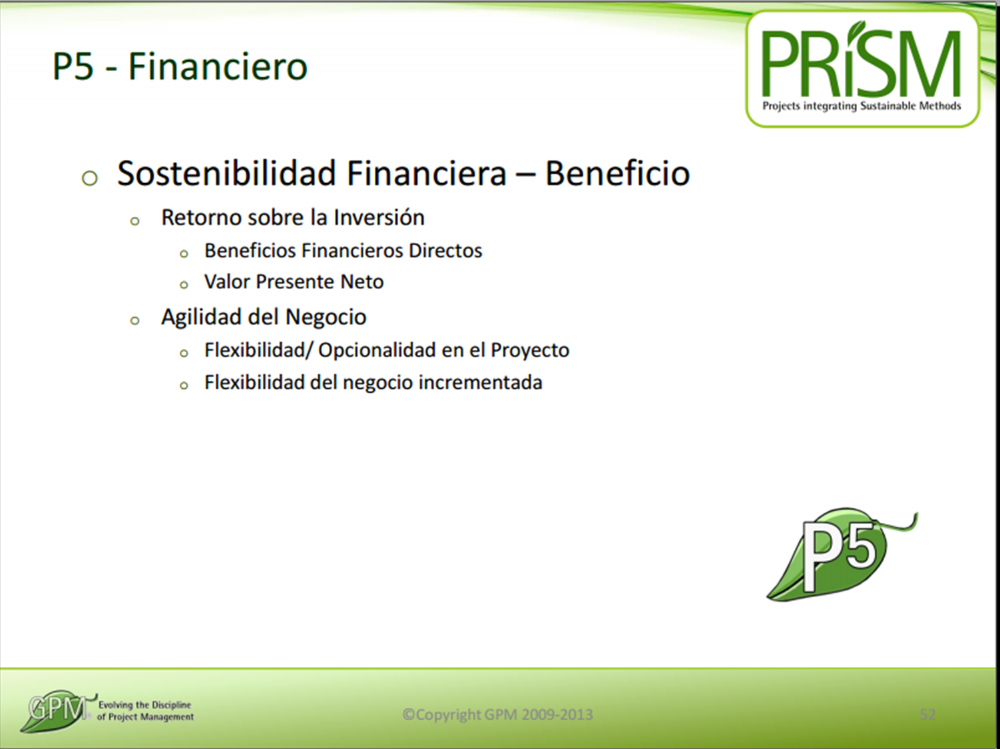 P5 - Financiero
PRiSM
Projects integrating Sustainable Methods
Sostenibilidad Financiera – Beneficio
Retorno sobre la Inversión
Beneficios Financieros Directos
Valor Presente Neto
Agilidad del Negocio
Flexibilidad/ Opcionalidad en el Proyecto
Flexibilidad del negocio incrementada
P5
GPM®
Evolving the Discipline
of Project Management
©Copyright GPM 2009-2013
52